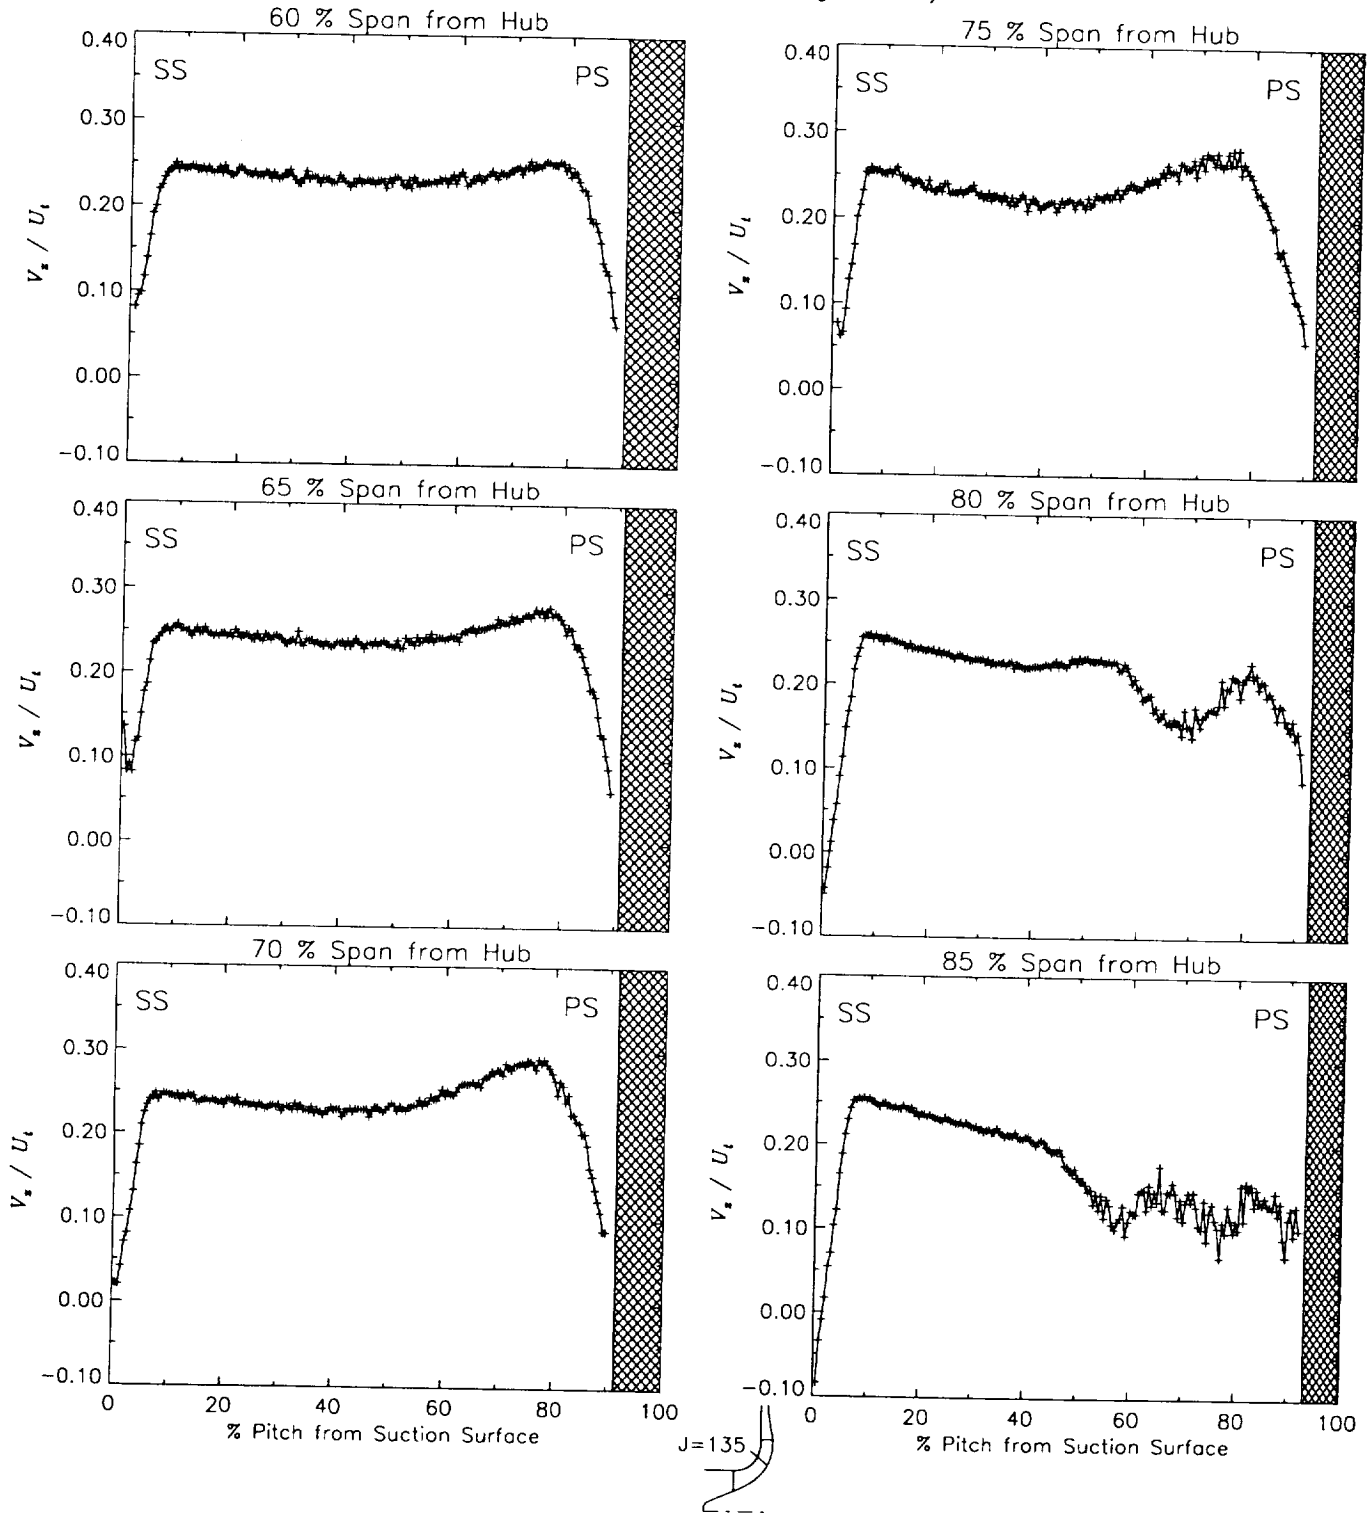 60 % Span from Hub
0.40
0.30
0.20
0.10
0.00
-0.10
SS
PS
V_z / U_t
65 % Span from Hub
0.40
0.30
0.20
0.10
0.00
-0.10
SS
PS
V_z / U_t
70 % Span from Hub
0.40
0.30
0.20
0.10
0.00
-0.10
SS
PS
V_z / U_t
0 20 40 60 80 100
% Pitch from Suction Surface
75 % Span from Hub
0.40
0.30
0.20
0.10
0.00
-0.10
SS
PS
V_z / U_t
80 % Span from Hub
0.40
0.30
0.20
0.10
0.00
-0.10
SS
PS
V_z / U_t
85 % Span from Hub
0.40
0.30
0.20
0.10
0.00
-0.10
SS
PS
V_z / U_t
0 20 40 60 80 100
% Pitch from Suction Surface
J=135